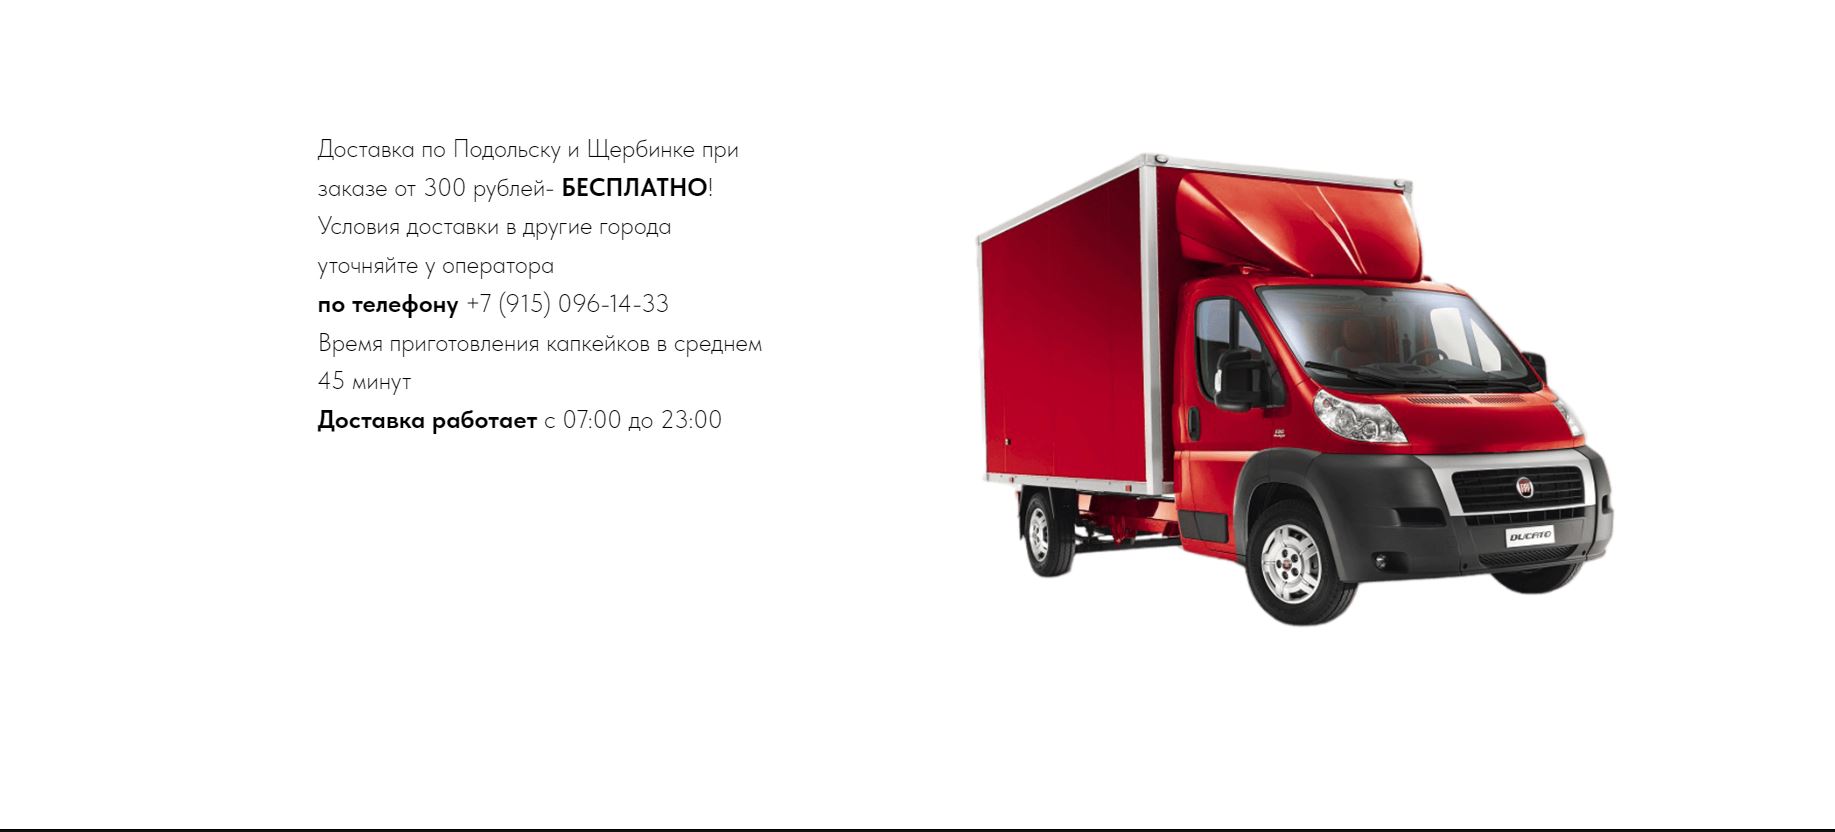 Доставка по Подольску и Щербинке при
заказе от 300 рублей- БЕСПЛАТНО!
Условия доставки в другие города
уточняйте у оператора
по телефону +7 (915) 096-14-33
Время приготовления капкейков в среднем
45 минут
Доставка работает с 07:00 до 23:00
FIAT
DUCATO